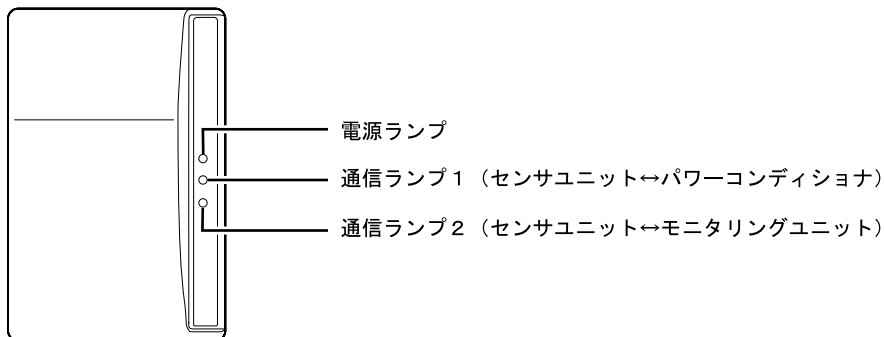 電源ランプ
通信ランプ１（センサユニット↔パワーコンディショナ）
通信ランプ２（センサユニット↔モニタリングユニット）